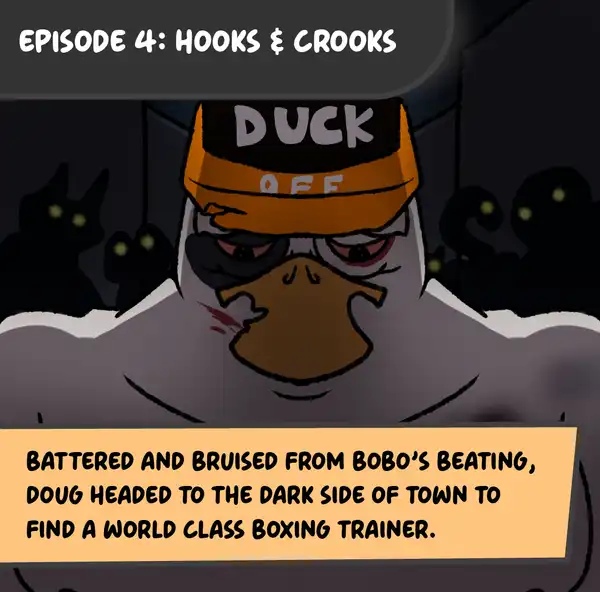 EPISODE 4: HOOKS & CROOKS
DUCK
OFF
BATTERED AND BRUISED FROM BOBO'S BEATING,
DOUG HEADED TO THE DARK SIDE OF TOWN TO
FIND A WORLD CLASS BOXING TRAINER.